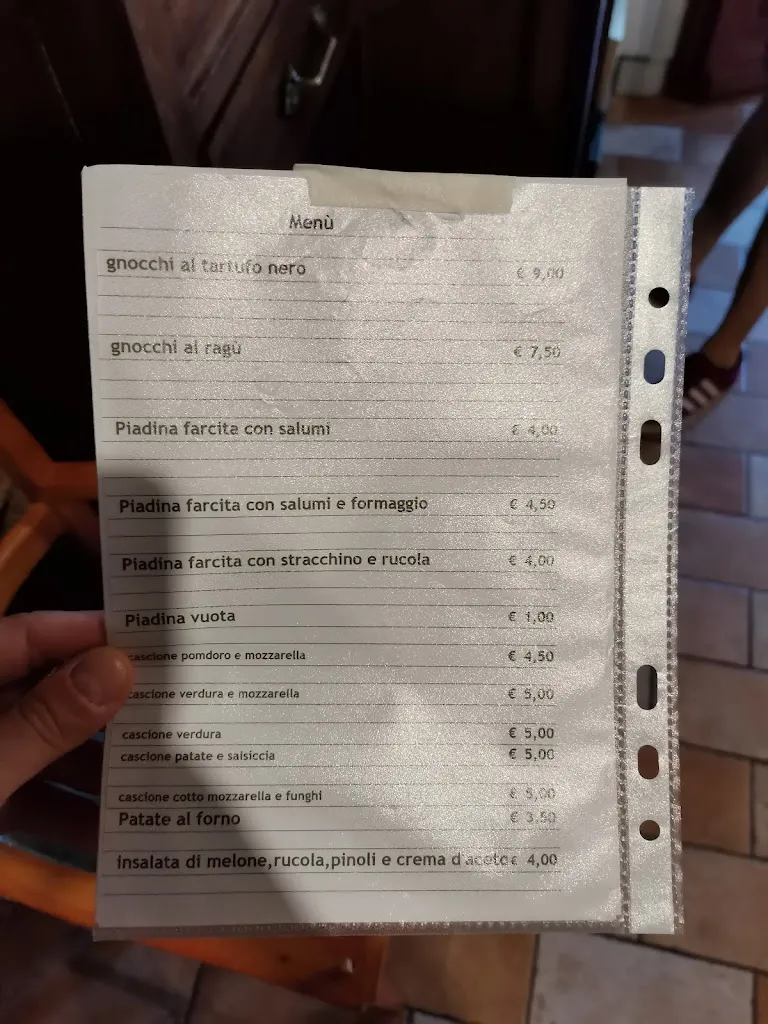 Menù
gnocchi al tartufo nero € 9,00
gnocchi al ragù € 7,50
Piadina farcita con salumi € 4,00
Piadina farcita con salumi e formaggio € 4,50
Piadina farcita con stracchino e rucola € 4,00
Piadina vuota € 1,00
cascione pomdoro e mozzarella € 4,50
cascione verdura e mozzarella € 5,00
cascione verdura € 5,00
cascione patate e salsiccia € 5,00
cascione cotto mozzarella e funghi € 5,00
Patate al forno € 3,50
insalata di melone,rucola,pinoli e crema d'aceto € 4,00